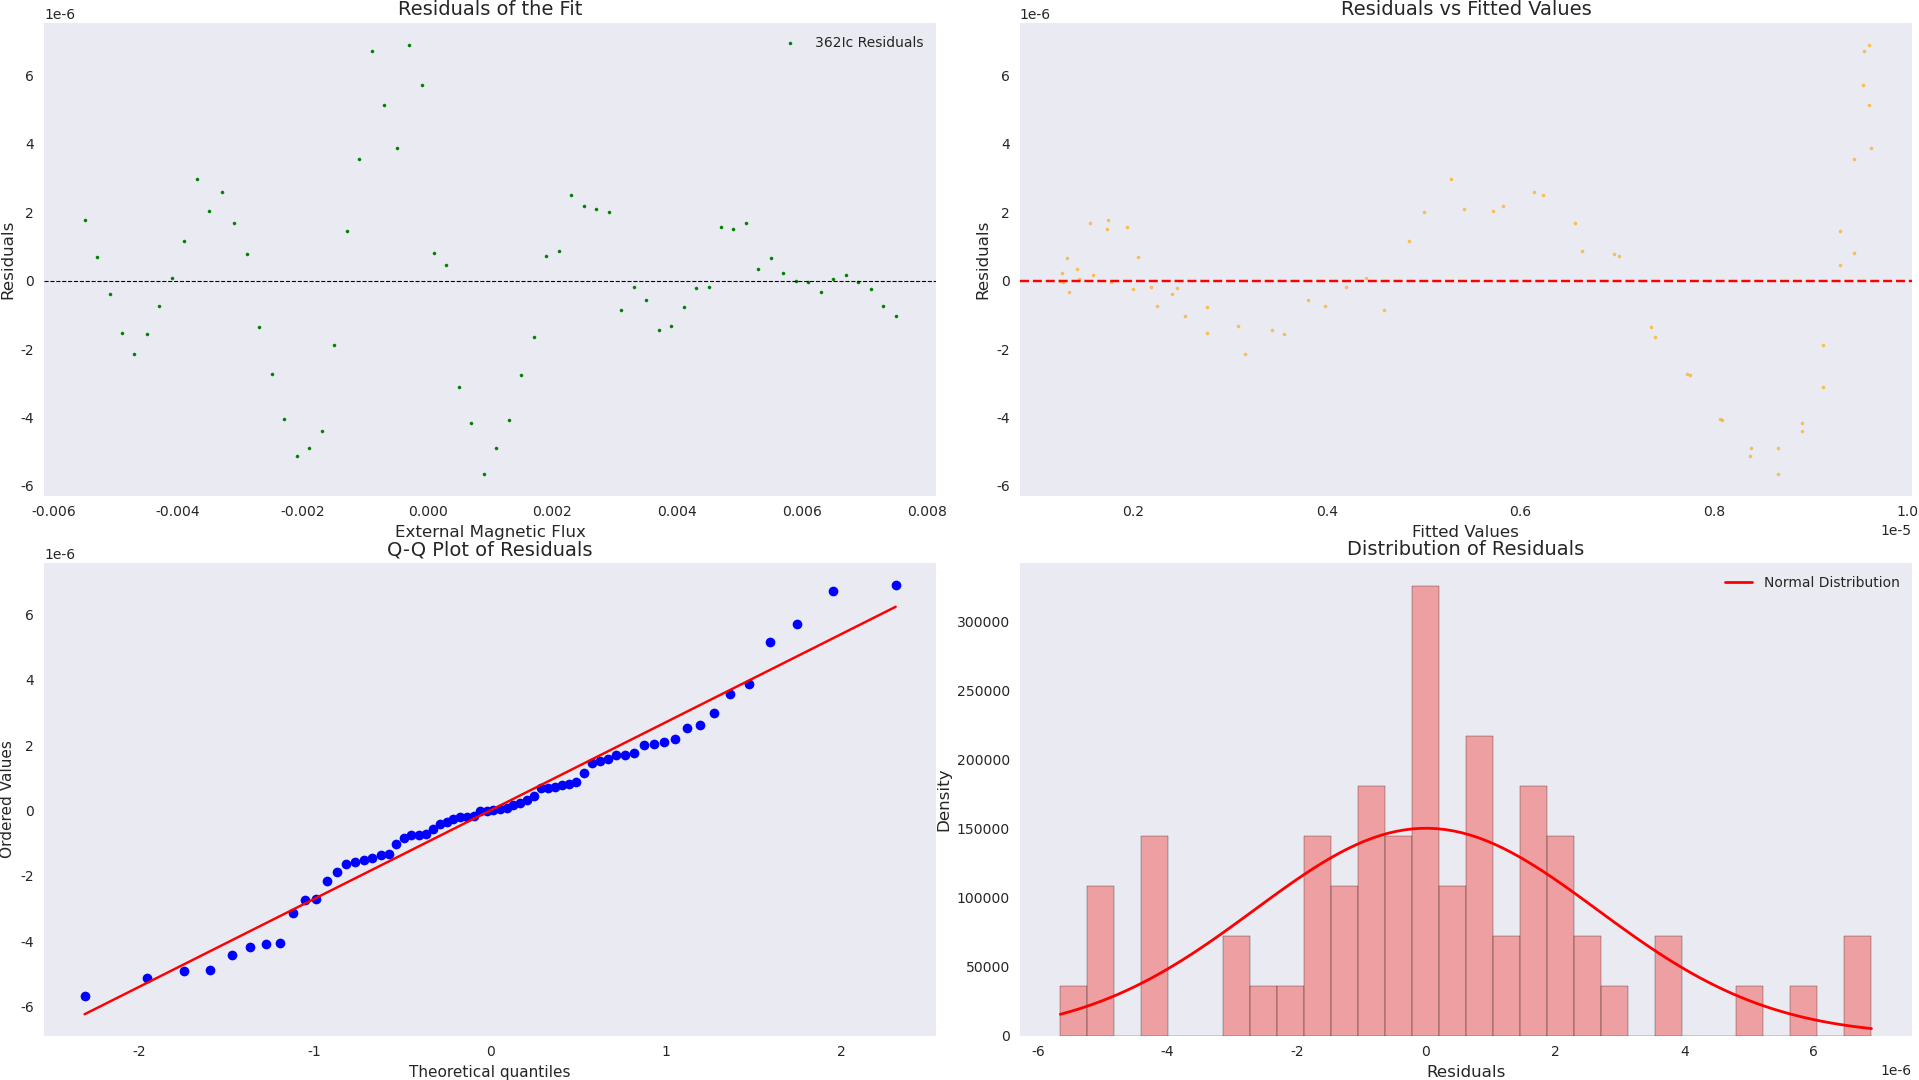 Residuals of the Fit
1e-6
362Ic Residuals
6
4
2
0
-2
-4
-6
Residuals
-0.006 -0.004 -0.002 0.000 0.002 0.004 0.006 0.008
External Magnetic Flux
Residuals vs Fitted Values
1e-6
6
4
2
0
-2
-4
-6
Residuals
0.2 0.4 0.6 0.8 1.0
1e-5
Fitted Values
Q-Q Plot of Residuals
1e-6
6
4
2
0
-2
-4
-6
Ordered Values
-2 -1 0 1 2
Theoretical quantiles
Distribution of Residuals
Normal Distribution
300000
250000
200000
150000
100000
50000
0
Density
-6 -4 -2 0 2 4 6
1e-6
Residuals